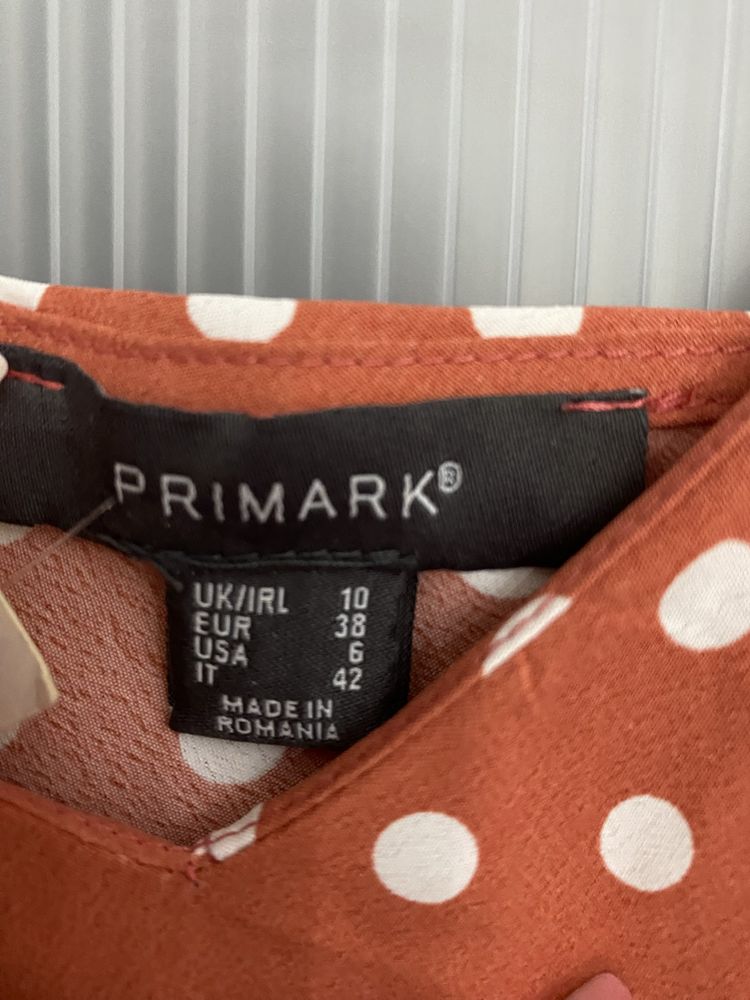 PRIMARK®
UK/IRL 10
EUR 38
USA 6
IT 42
MADE IN
ROMANIA